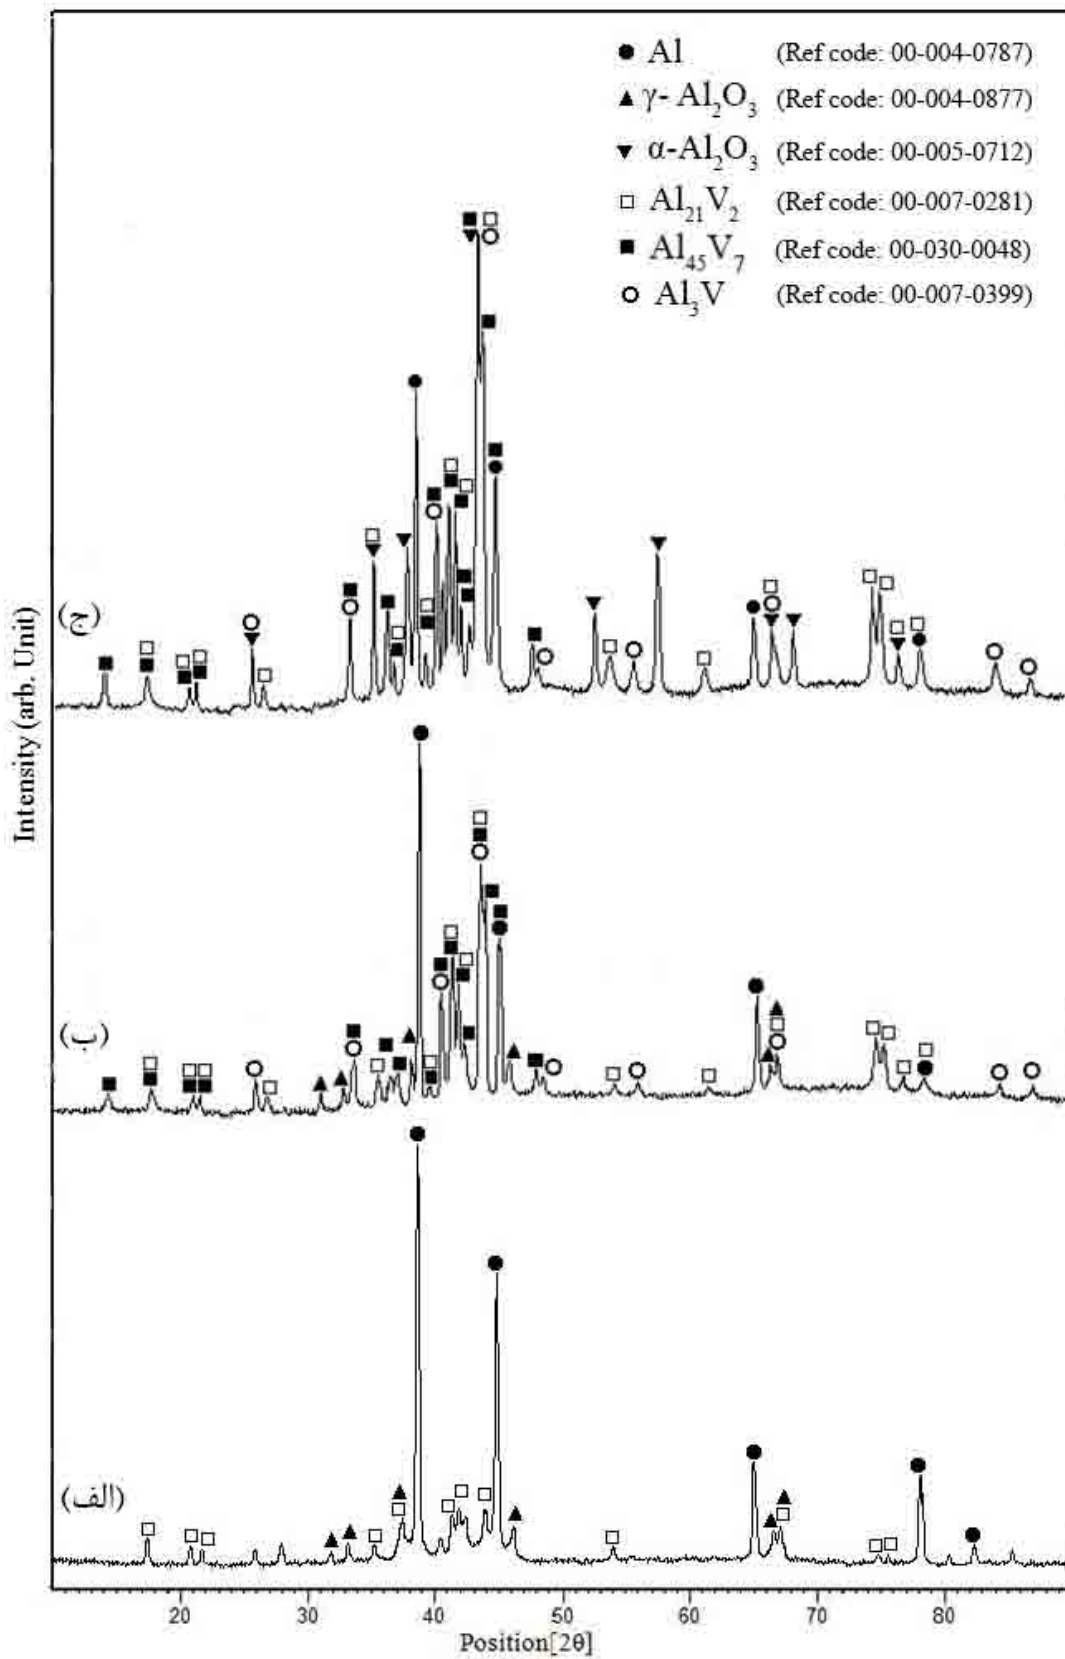 ● Al (Ref code: 00-004-0787)
▲ γ- Al₂O₃ (Ref code: 00-004-0877)
▼ α-Al₂O₃ (Ref code: 00-005-0712)
□ Al₂₁V₂ (Ref code: 00-007-0281)
■ Al₄₅V₇ (Ref code: 00-030-0048)
○ Al₃V (Ref code: 00-007-0399)
(ج)
(ب)
(الف)
Intensity (arb. Unit)
20 30 40 50 60 70 80
Position[2θ]